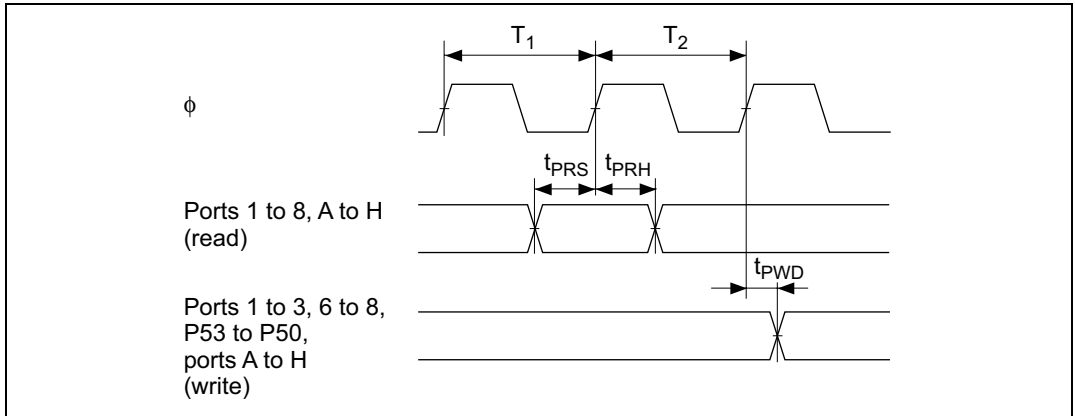 T1 T2
ϕ
tPRS tPRH
Ports 1 to 8, A to H
(read)
tPWD
Ports 1 to 3, 6 to 8,
P53 to P50,
ports A to H
(write)